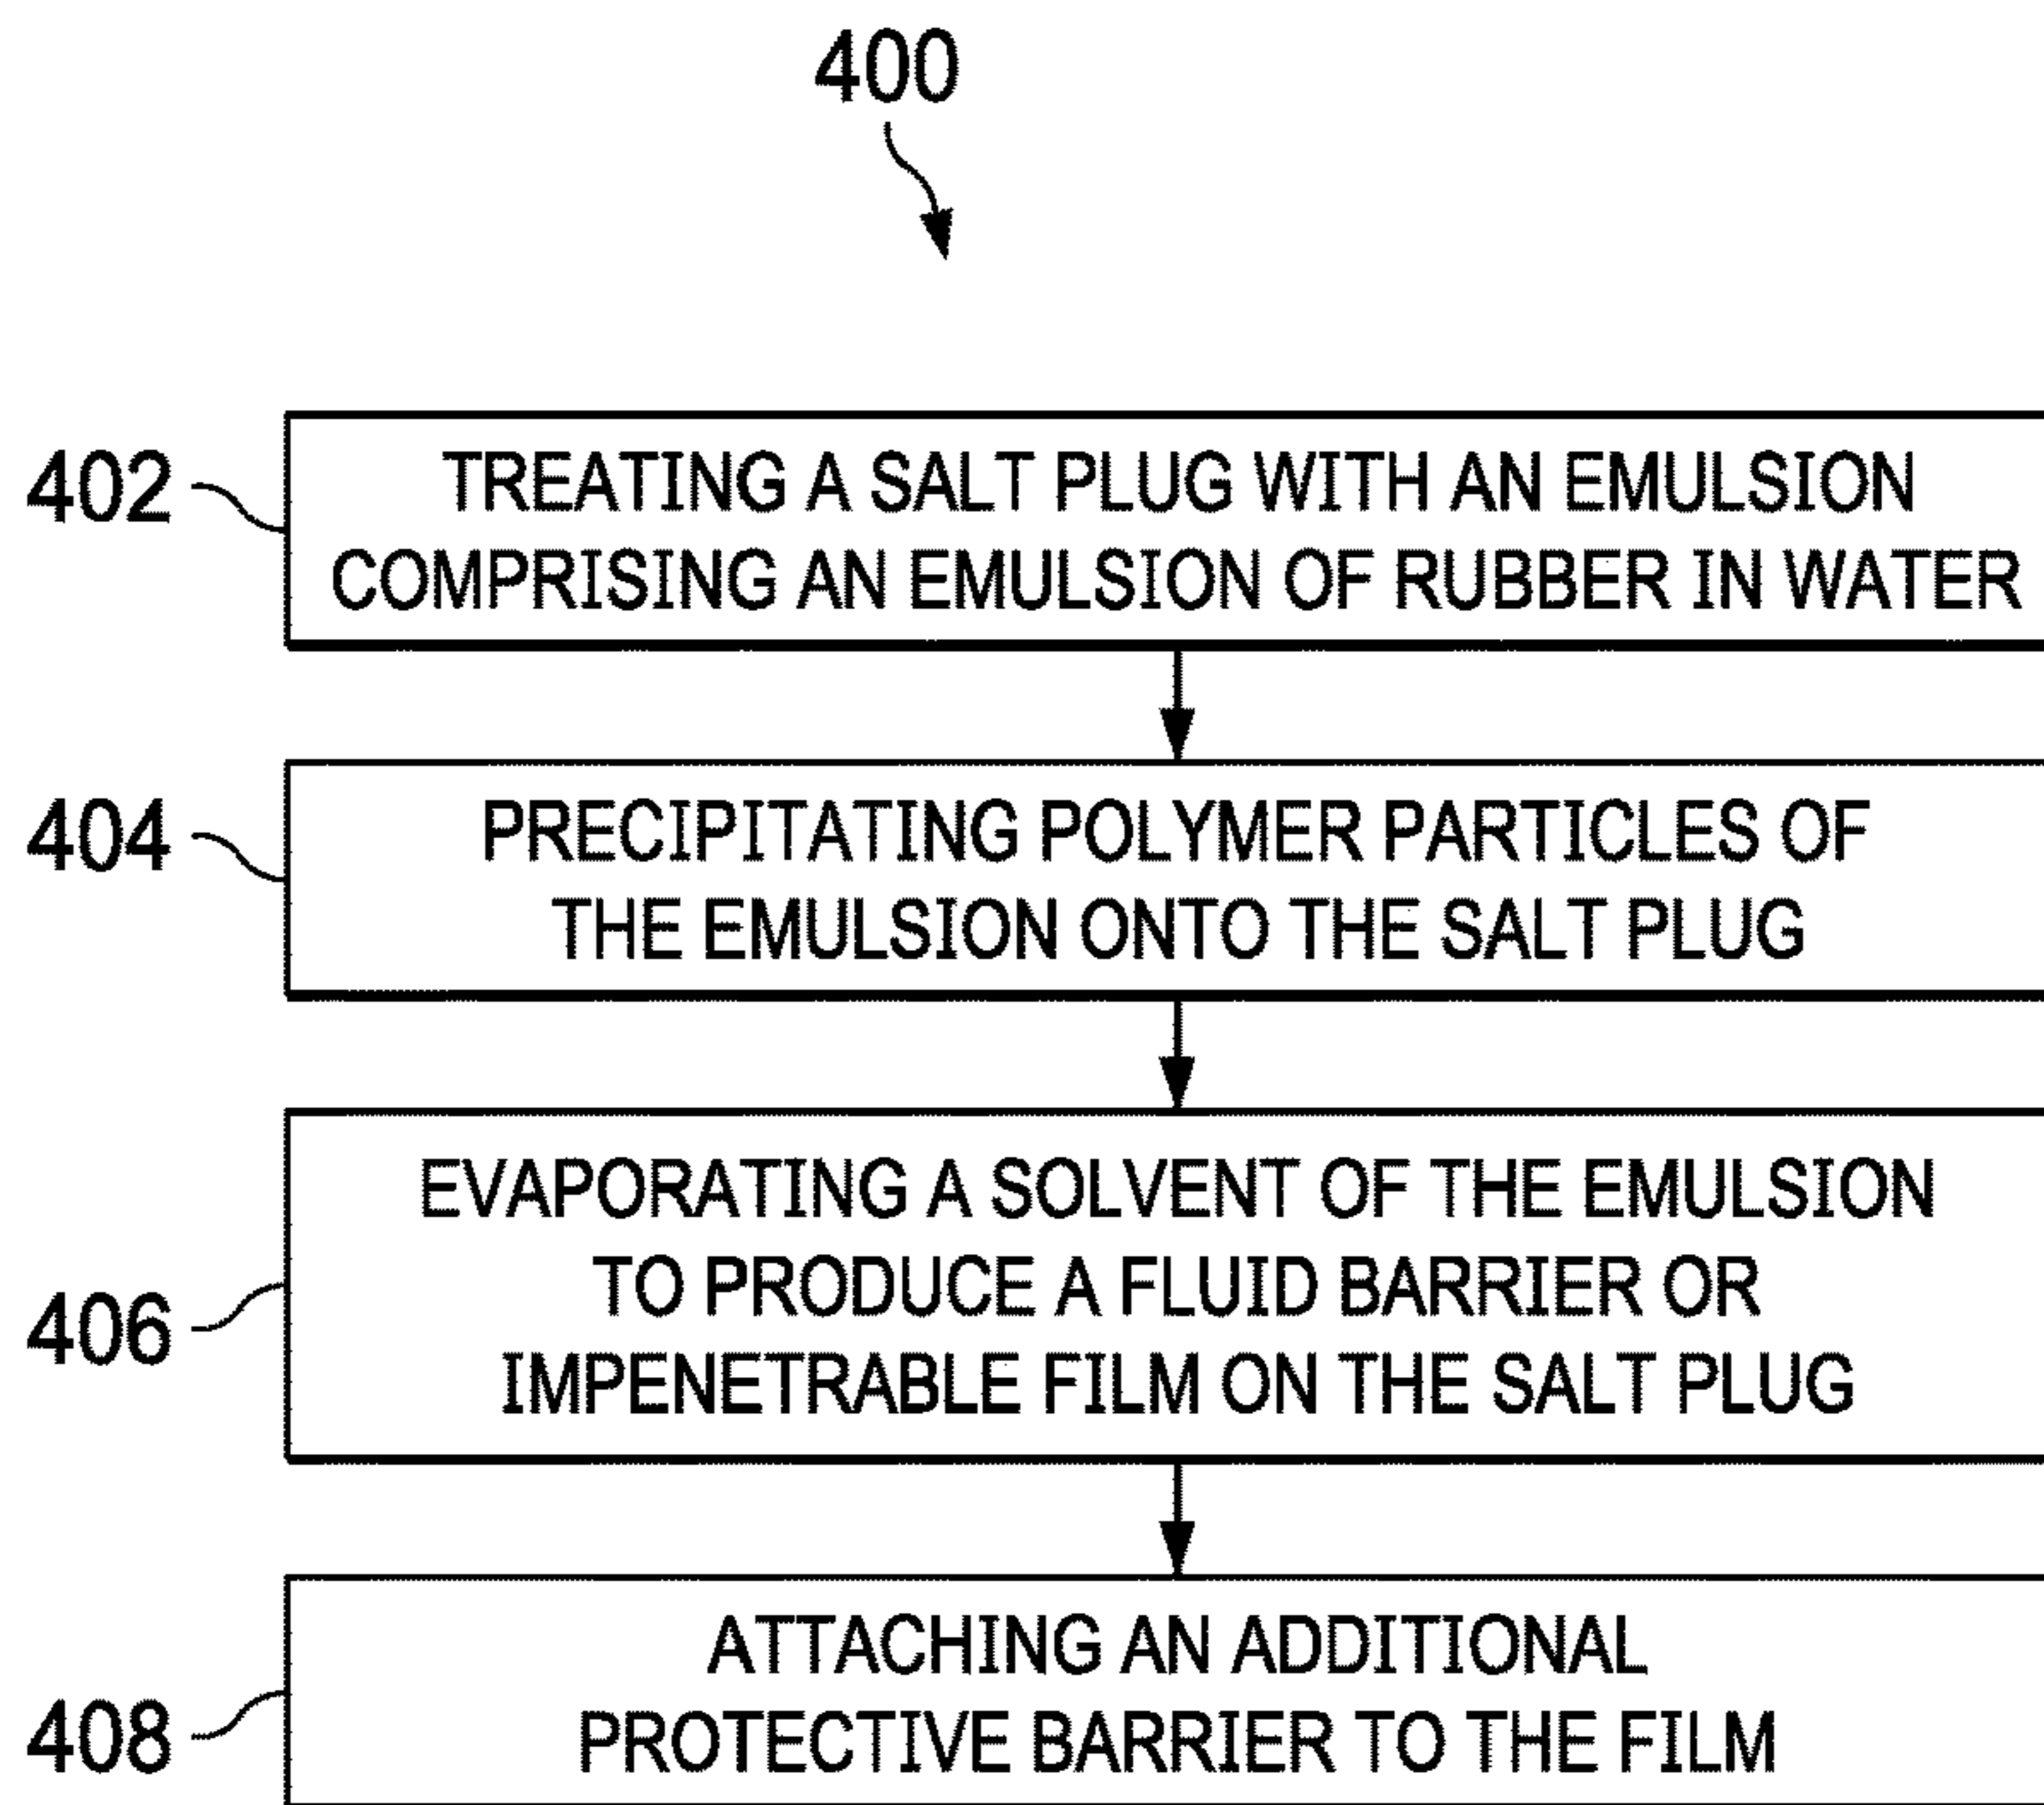 400
402
TREATING A SALT PLUG WITH AN EMULSION
COMPRISING AN EMULSION OF RUBBER IN WATER
404
PRECIPITATING POLYMER PARTICLES OF
THE EMULSION ONTO THE SALT PLUG
406
EVAPORATING A SOLVENT OF THE EMULSION
TO PRODUCE A FLUID BARRIER OR
IMPENETRABLE FILM ON THE SALT PLUG
408
ATTACHING AN ADDITIONAL
PROTECTIVE BARRIER TO THE FILM